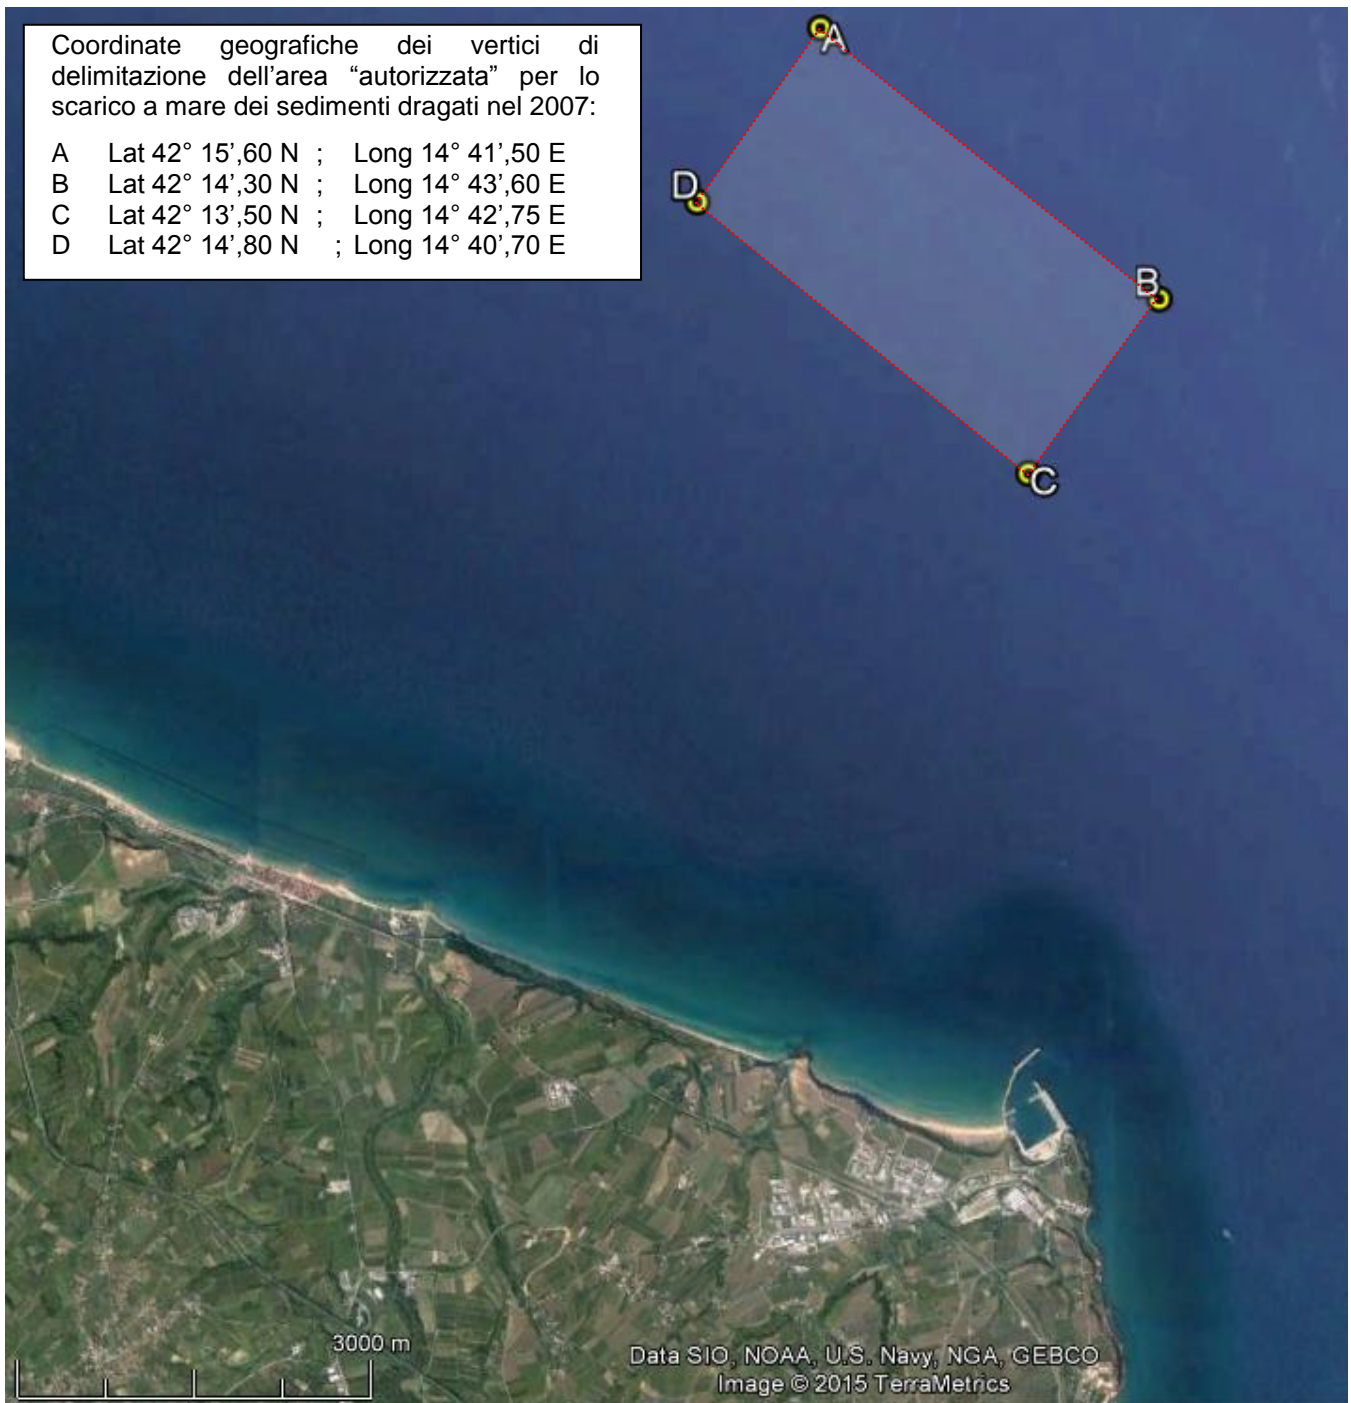 Coordinate geografiche dei vertici di
delimitazione dell'area “autorizzata” per lo
scarico a mare dei sedimenti dragati nel 2007:
A Lat 42° 15',60 N ; Long 14° 41',50 E
B Lat 42° 14',30 N ; Long 14° 43',60 E
C Lat 42° 13',50 N ; Long 14° 42',75 E
D Lat 42° 14',80 N ; Long 14° 40',70 E
A
D
B
C
3000 m
Data SIO, NOAA, U.S. Navy, NGA, GEBCO
Image © 2015 TerraMetrics